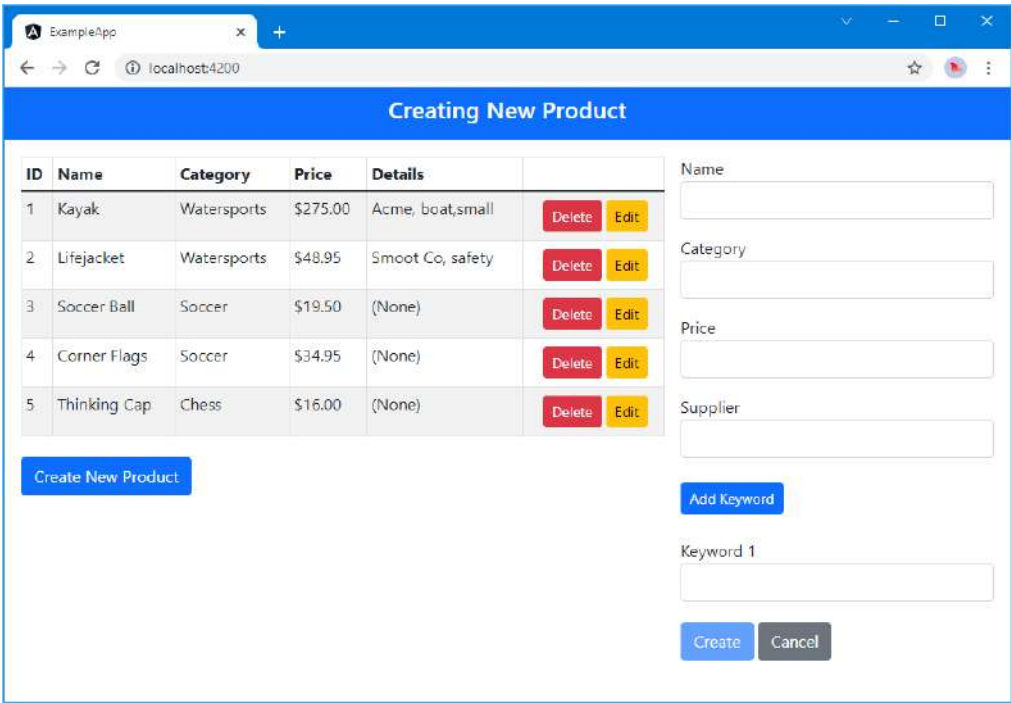 ExampleApp
localhost:4200
Creating New Product
ID Name Category Price Details
1 Kayak Watersports $275.00 Acme, boat,small Delete Edit
2 Lifejacket Watersports $48.95 Smoot Co, safety Delete Edit
3 Soccer Ball Soccer $19.50 (None) Delete Edit
4 Corner Flags Soccer $34.95 (None) Delete Edit
5 Thinking Cap Chess $16.00 (None) Delete Edit
Create New Product
Name
Category
Price
Supplier
Add Keyword
Keyword 1
Create Cancel